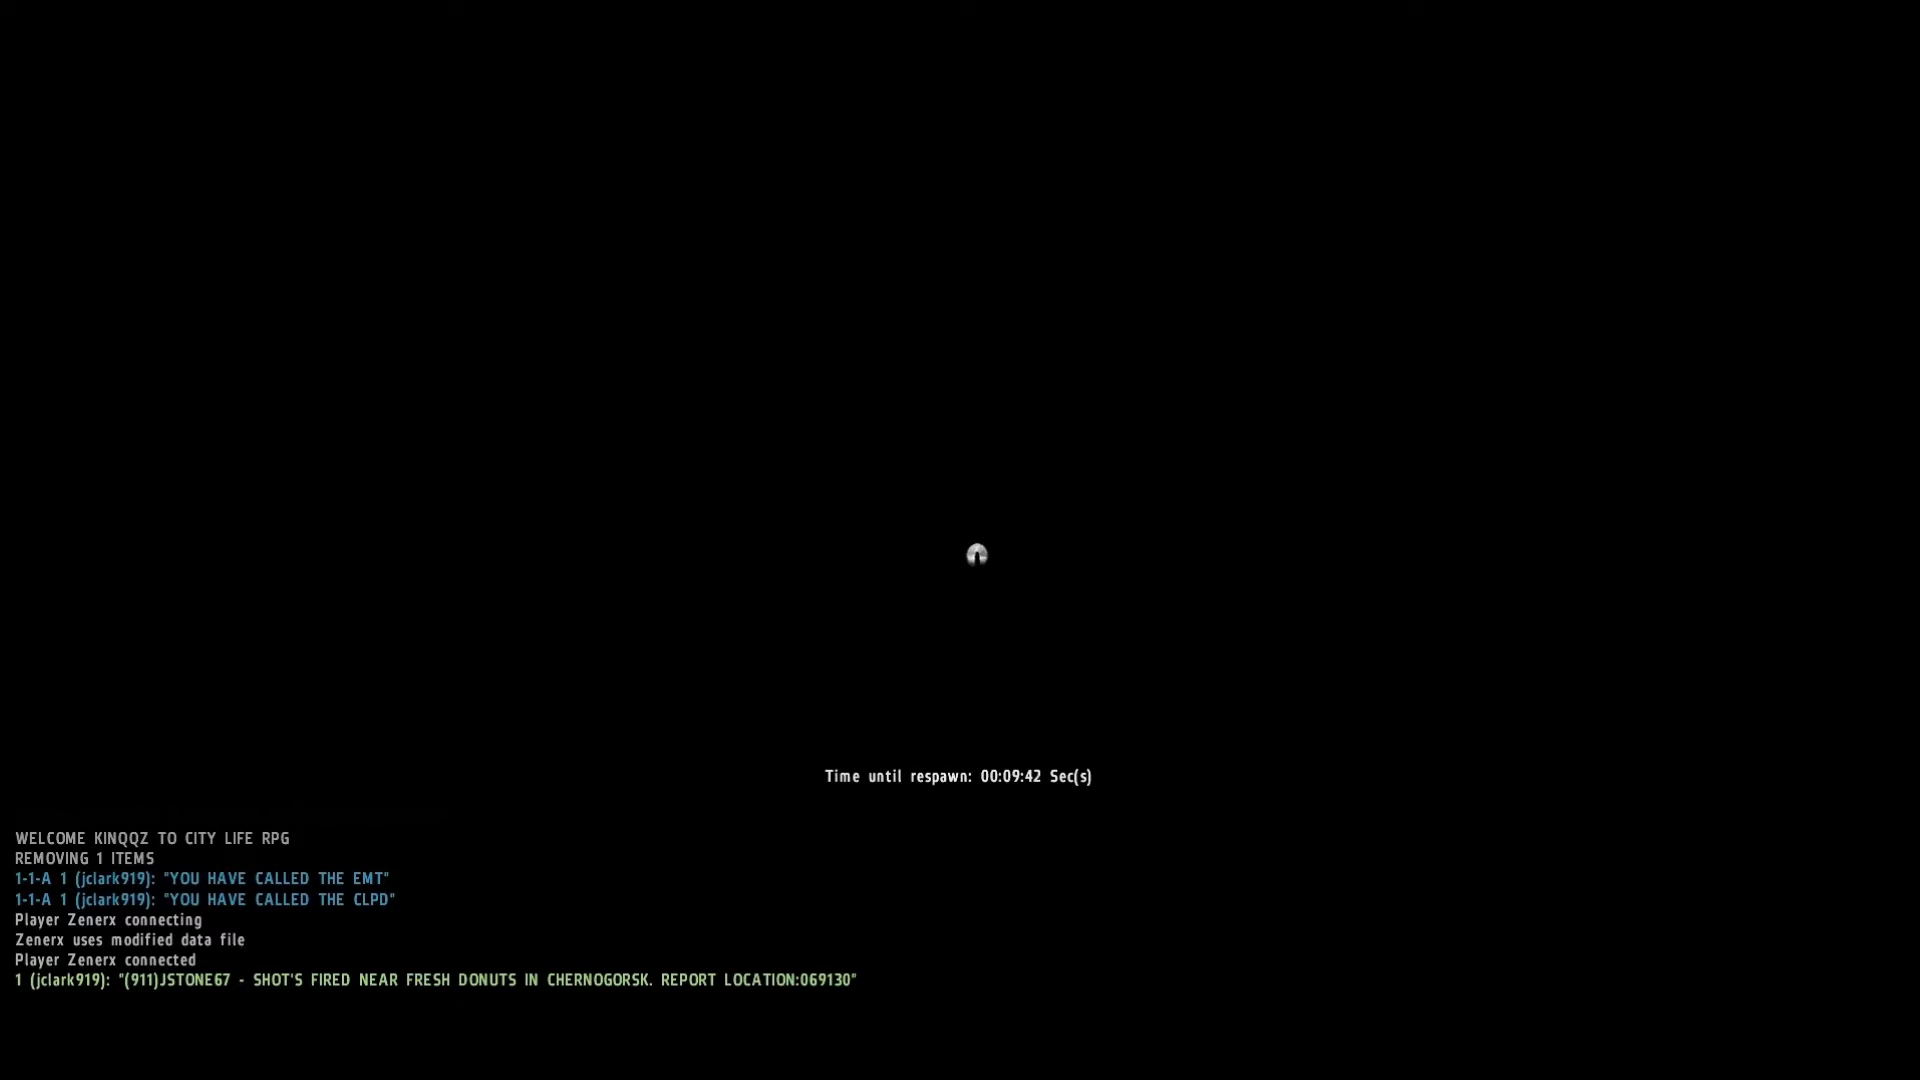 Time until respawn: 00:09:42 Sec(s)
WELCOME KINQQZ TO CITY LIFE RPG
REMOVING 1 ITEMS
1-1-A 1 (jclark919): "YOU HAVE CALLED THE EMT"
1-1-A 1 (jclark919): "YOU HAVE CALLED THE CLPD"
Player Zenerx connecting
Zenerx uses modified data file
Player Zenerx connected
1 (jclark919): "(911)JSTONE67 - SHOT'S FIRED NEAR FRESH DONUTS IN CHERNOGORSK. REPORT LOCATION:069130"